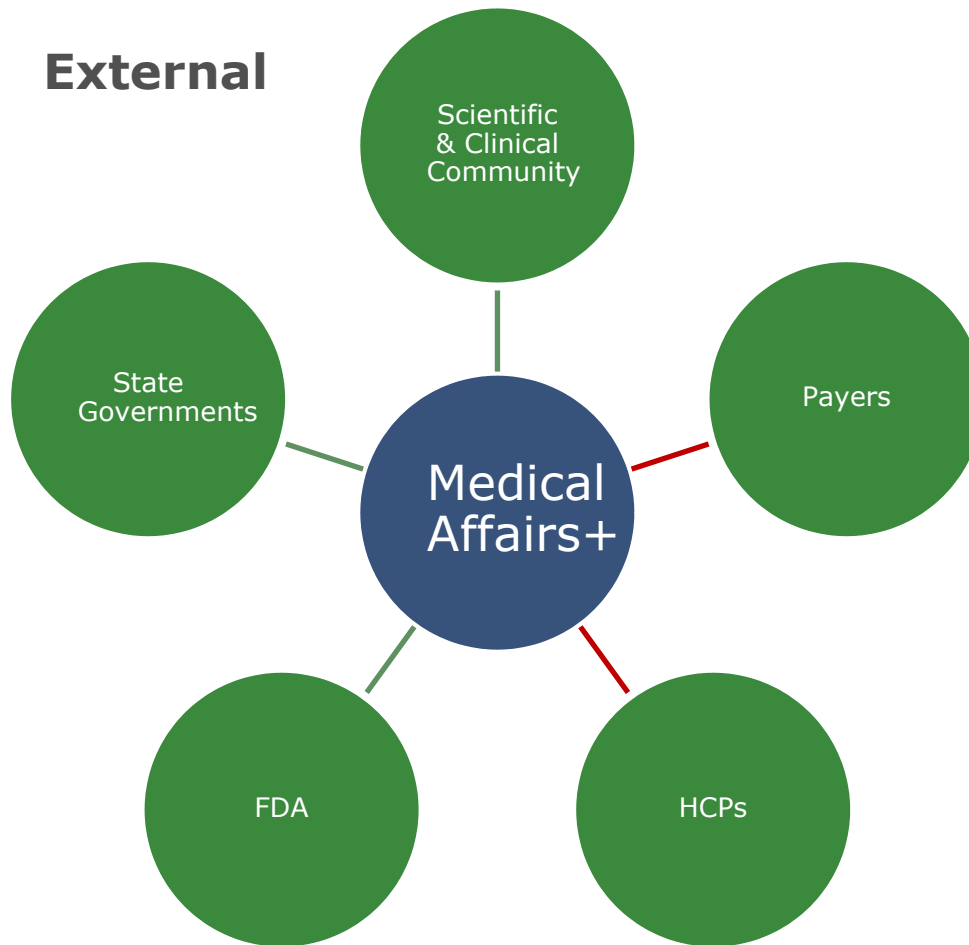 External
Scientific
& Clinical
Community
State
Governments
Payers
Medical
Affairs+
FDA
HCPs